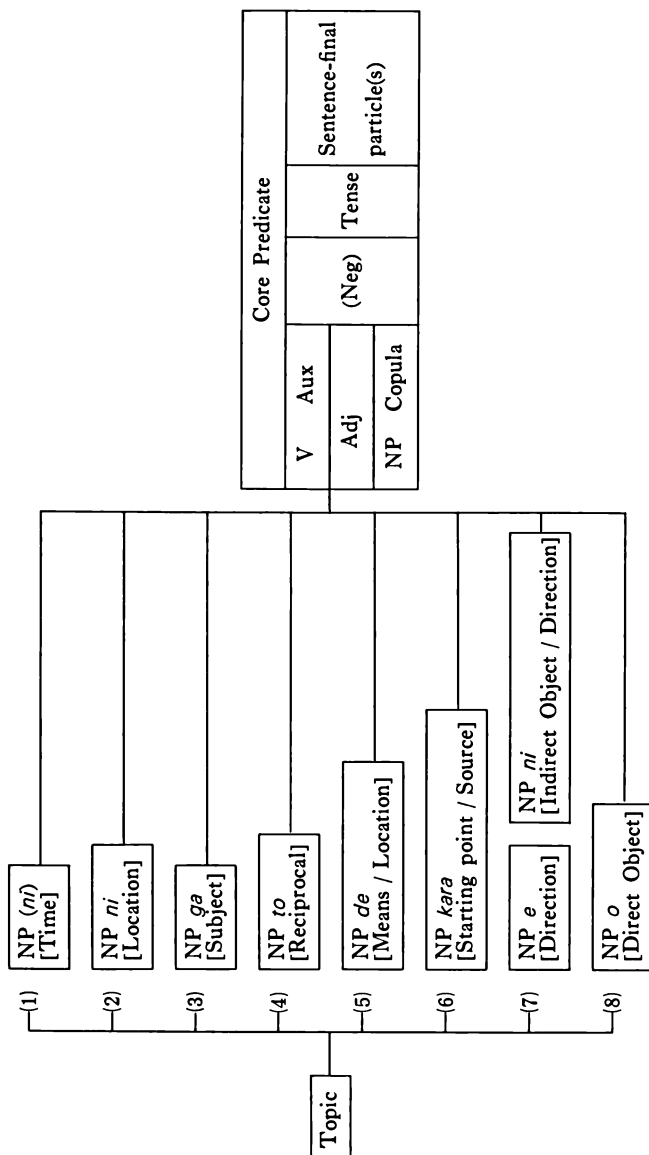 Topic
(1)
NP (ni)
[Time]
(2)
NP ni
[Location]
(3)
NP ga
[Subject]
(4)
NP to
[Reciprocal]
(5)
NP de
[Means / Location]
(6)
NP kara
[Starting point / Source]
(7)
NP e
[Direction]
NP ni
[Indirect Object / Direction]
(8)
NP o
[Direct Object]
Core Predicate
V Aux
Adj
NP Copula
(Neg)
Tense
Sentence-final
particle(s)